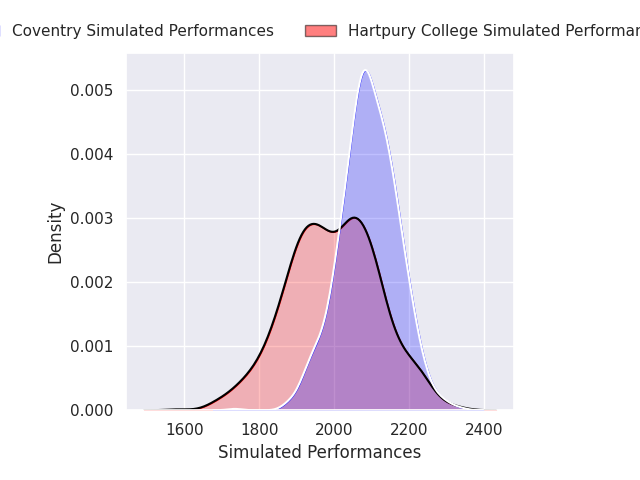 Coventry Simulated Performances
Hartpury College Simulated
0.005
0.004
0.003
0.002
0.001
0.000
Density
1600 1800 2000 2200 2400
Simulated Performances